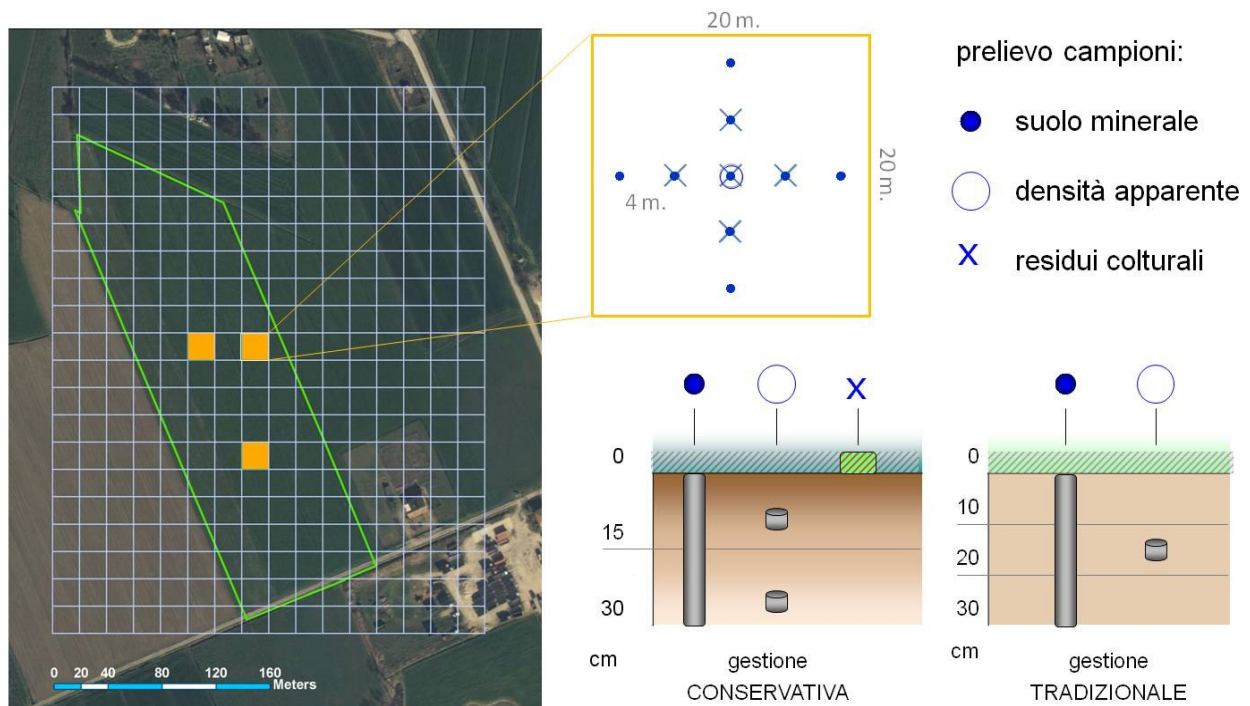 20 m.
20 m.
4 m.
prelievo campioni:
suolo minerale
densità apparente
X residui colturali
X
0
15
30
cm
gestione
CONSERVATIVA
0
10
20
30
cm
gestione
TRADIZIONALE
0 20 40 80 120 160
Meters